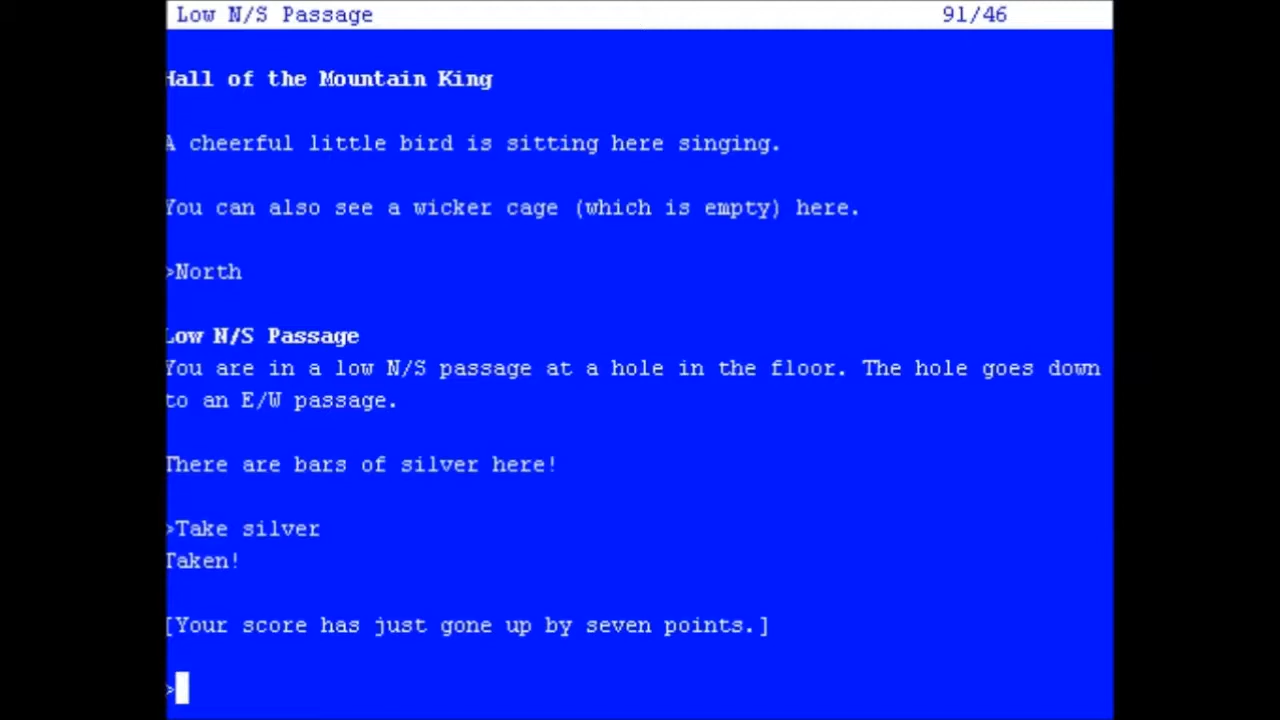 Low N/S Passage 91/46
Hall of the Mountain King
A cheerful little bird is sitting here singing.
You can also see a wicker cage (which is empty) here.
>North
Low N/S Passage
You are in a low N/S passage at a hole in the floor. The hole goes down
to an E/W passage.
There are bars of silver here!
>Take silver
Taken!
[Your score has just gone up by seven points.]
>